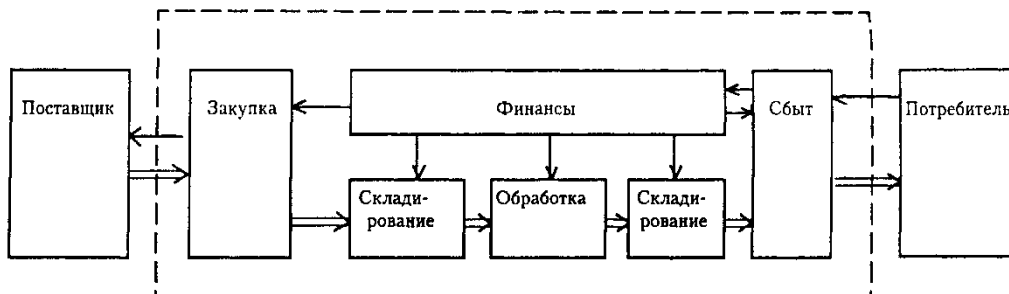 Поставщик
Закупка
Финансы
Сбыт
Потребитель
Склади-
рование
Обработка
Склади-
рование